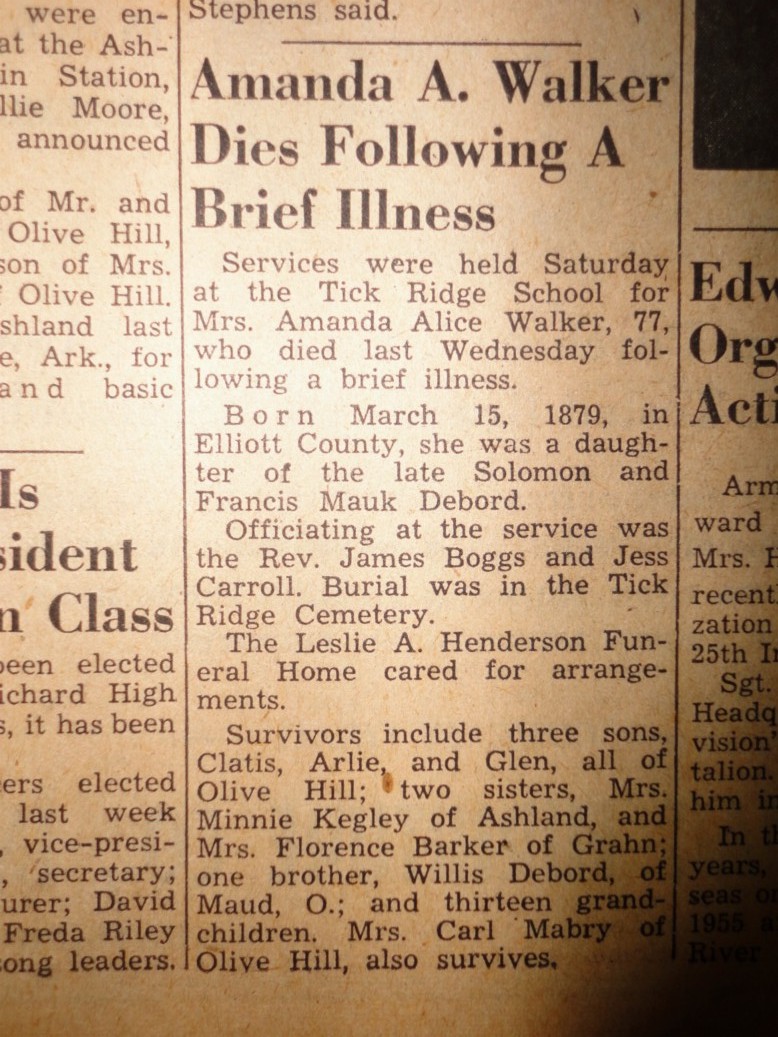 were en-
at the Ash-
in Station,
llie Moore,
announced
of Mr. and
Olive Hill,
son of Mrs.
Olive Hill.
shland last
e, Ark., for
and basic
Is
sident
n Class
been elected
ichard High
s, it has been
ers elected
last week
, vice-presi-
, secretary;
urer; David
Freda Riley
song leaders.
Stephens said.
Amanda A. Walker
Dies Following A
Brief Illness
Services were held Saturday
at the Tick Ridge School for
Mrs. Amanda Alice Walker, 77,
who died last Wednesday fol-
lowing a brief illness.
Born March 15, 1879, in
Elliott County, she was a daugh-
ter of the late Solomon and
Francis Mauk Debord.
Officiating at the service was
the Rev. James Boggs and Jess
Carroll. Burial was in the Tick
Ridge Cemetery.
The Leslie A. Henderson Fun-
eral Home cared for arrange-
ments.
Survivors include three sons,
Clatis, Arlie, and Glen, all of
Olive Hill; two sisters, Mrs.
Minnie Kegley of Ashland, and
Mrs. Florence Barker of Grahn;
one brother, Willis Debord, of
Maud, O.; and thirteen grand-
children. Mrs. Carl Mabry of
Olive Hill, also survives.
Edw
Org
Acti
Arm
ward
Mrs. H
recent
zation
25th I
Sgt.
Headq
vision'
talion.
him in
In t
years,
seas o
1955 a
River